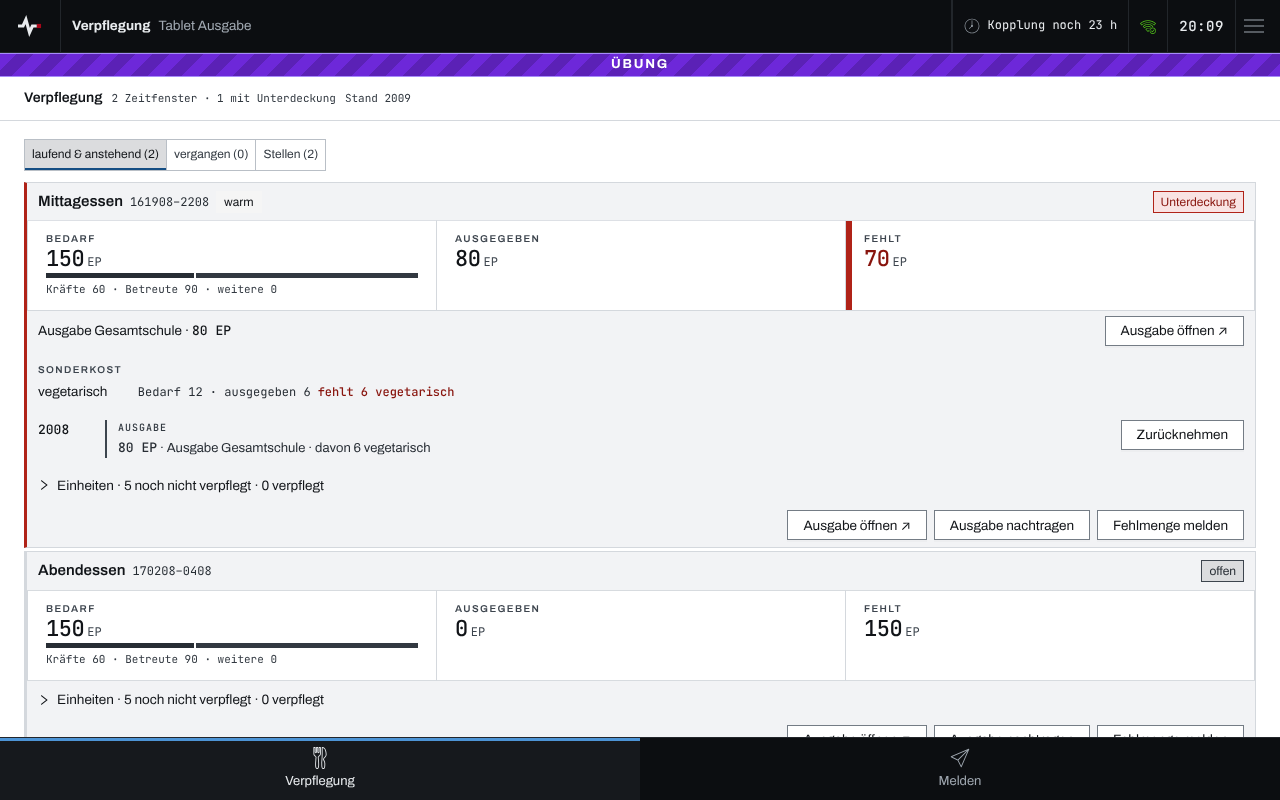 Verpflegung Tablet Ausgabe Kopplung noch 23 h 20:09
ÜBUNG
Verpflegung 2 Zeitfenster · 1 mit Unterdeckung Stand 2009
laufend & anstehend (2) vergangen (0) Stellen (2)
Mittagessen 161908–2208 warm Unterdeckung
BEDARF AUSGEGEBEN FEHLT
150 EP 80 EP 70 EP
Kräfte 60 · Betreute 90 · weitere 0
Ausgabe Gesamtschule · 80 EP Ausgabe öffnen ↗
SONDERKOST
vegetarisch Bedarf 12 · ausgegeben 6 fehlt 6 vegetarisch
2008 AUSGABE
80 EP · Ausgabe Gesamtschule · davon 6 vegetarisch Zurücknehmen
Einheiten · 5 noch nicht verpflegt · 0 verpflegt
Ausgabe öffnen ↗ Ausgabe nachtragen Fehlmenge melden
Abendessen 170208–0408 offen
BEDARF AUSGEGEBEN FEHLT
150 EP 0 EP 150 EP
Kräfte 60 · Betreute 90 · weitere 0
Einheiten · 5 noch nicht verpflegt · 0 verpflegt
Verpflegung Melden